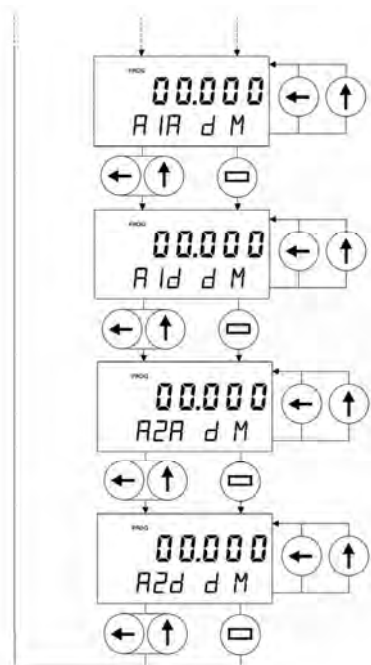 PROG
00.000
A1A d M
PROG
00.000
A1d d M
PROG
00.000
A2A d M
PROG
00.000
A2d d M